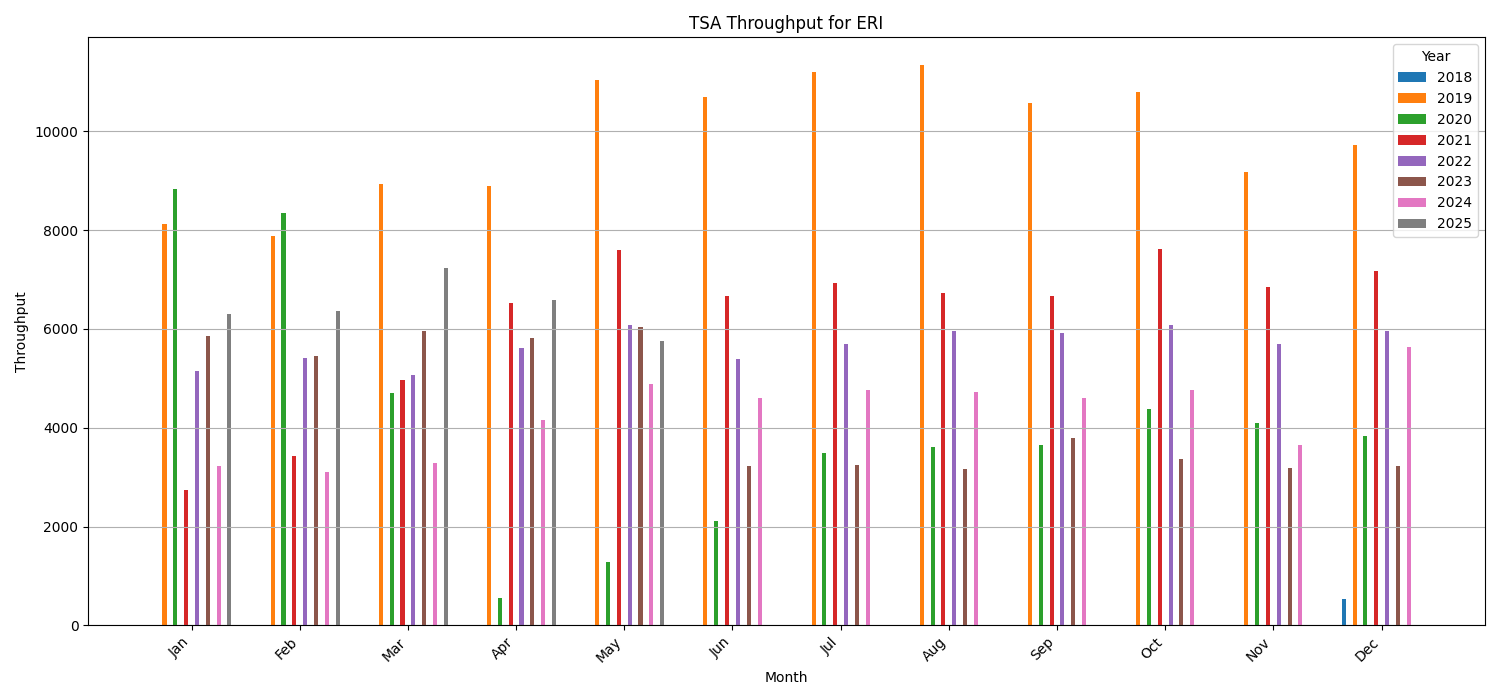 TSA Throughput for ERI
Year
2018
2019
2020
2021
2022
2023
2024
2025
Throughput
10000
8000
6000
4000
2000
0
Jan
Feb
Mar
Apr
May
Jun
Jul
Aug
Sep
Oct
Nov
Dec
Month